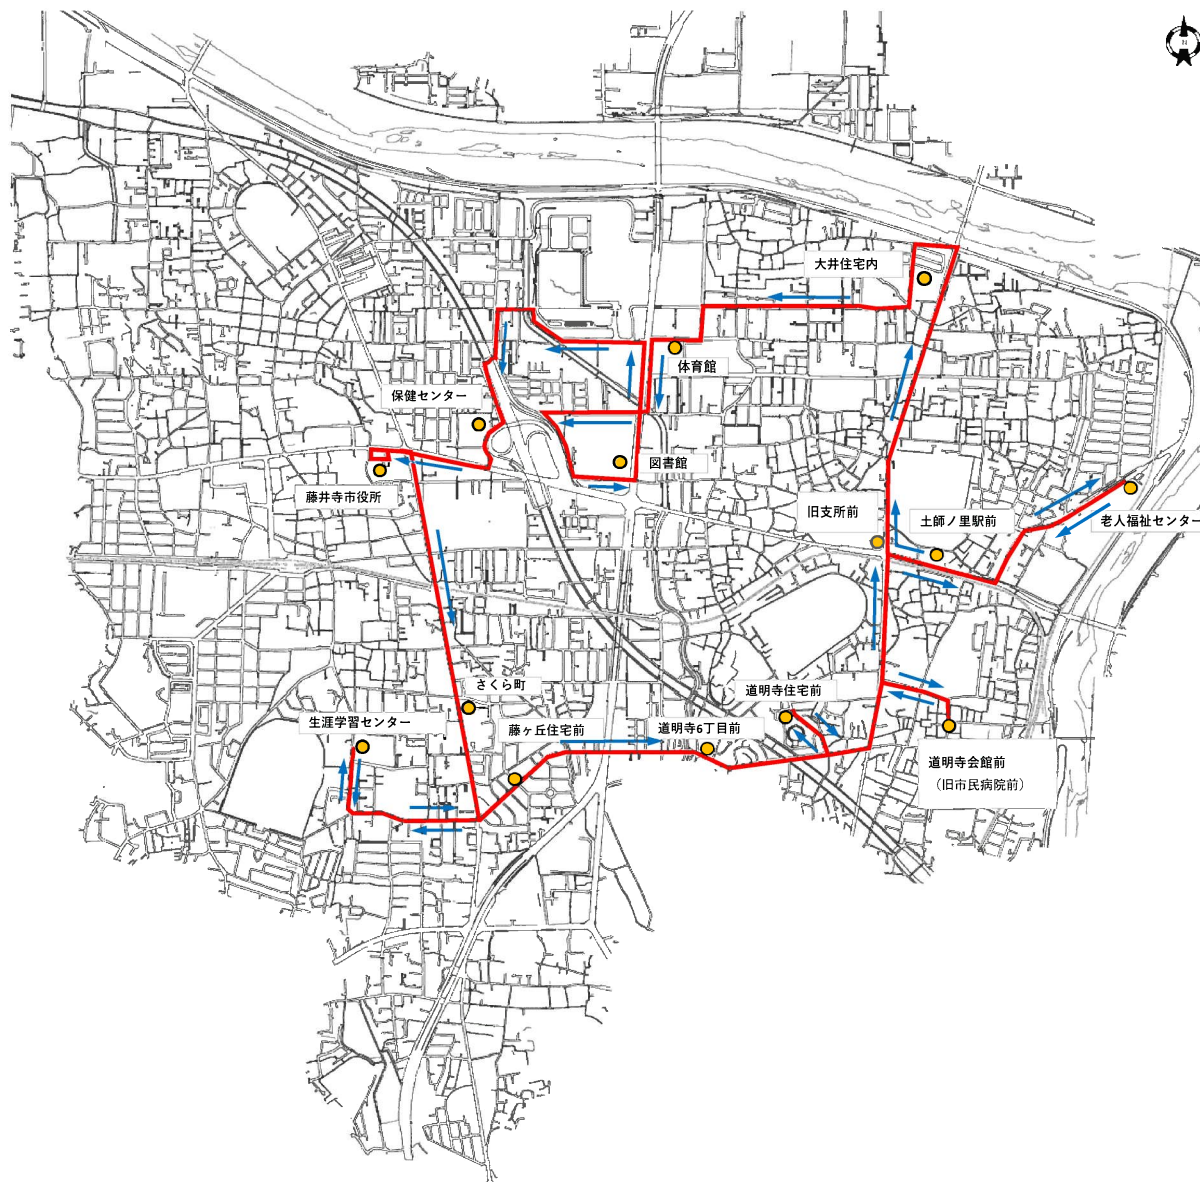 N
大井住宅内
体育館
保健センター
図書館
藤井寺市役所
旧支所前
土師ノ里駅前
老人福祉センター
さくら町
道明寺住宅前
生涯学習センター
藤ヶ丘住宅前
道明寺6丁目前
道明寺会館前
（旧市民病院前）